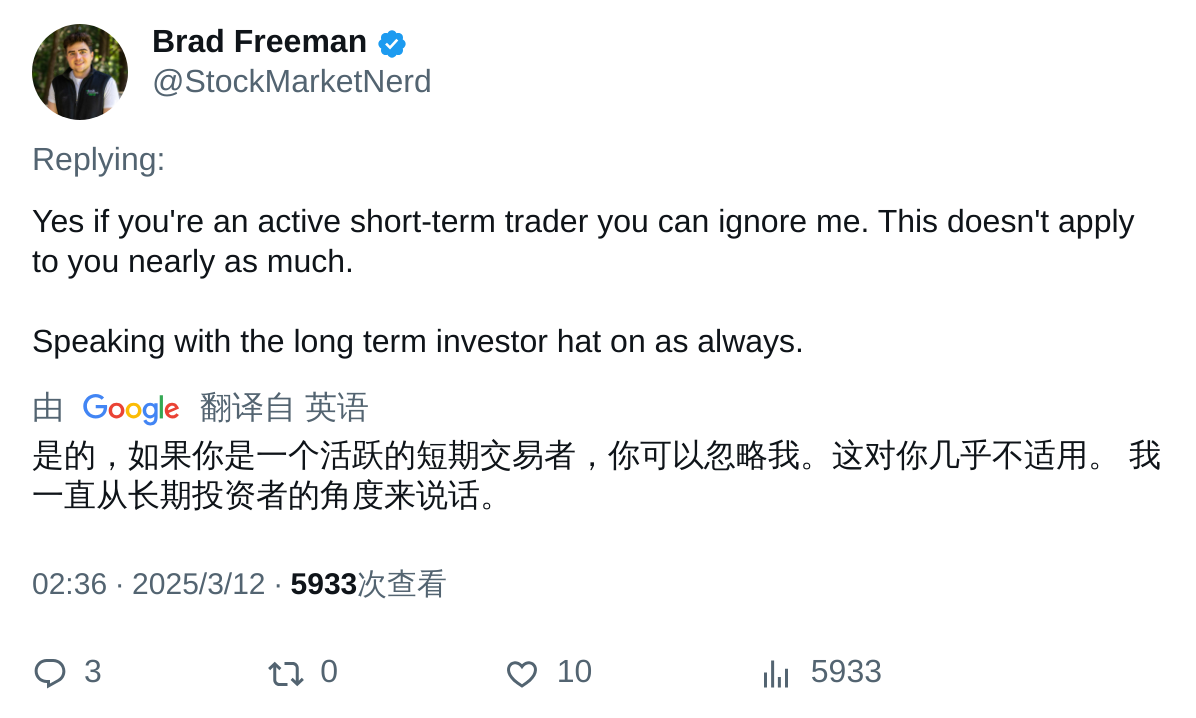 Brad Freeman
@StockMarketNerd
Replying:
Yes if you're an active short-term trader you can ignore me. This doesn't apply
to you nearly as much.
Speaking with the long term investor hat on as always.
由 Google 翻译自 英语
是的，如果你是一个活跃的短期交易者，你可以忽略我。这对你几乎不适用。 我
一直从长期投资者的角度来说话。
02:36 · 2025/3/12 · 5933次查看
3 0 10 5933